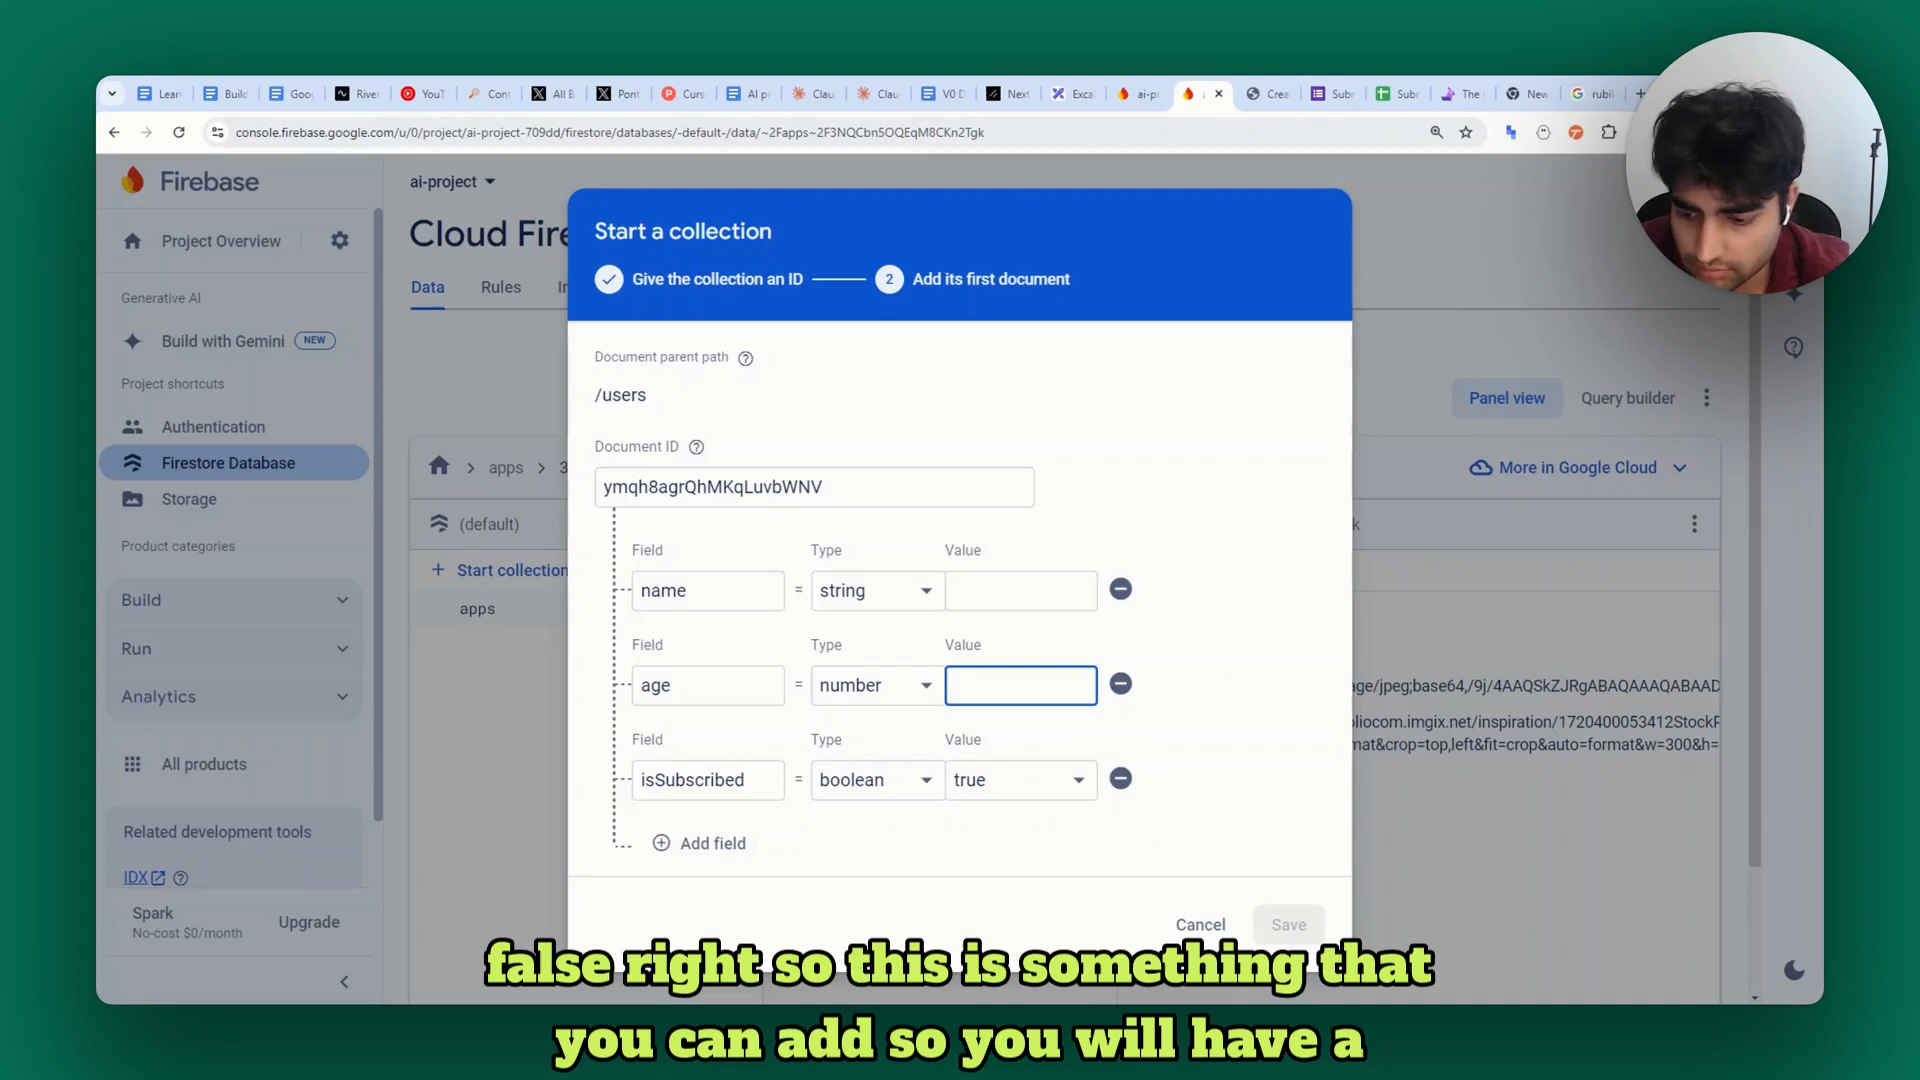 Learn
Build
Goog
River
YouT
Cont
All B
Pont
Curs
AI p
Clau
Clau
V0 D
Next
Excal
ai-p
Crea
Subr
Subr
The
New
rubi
console.firebase.google.com/u/0/project/ai-project-709dd/firestore/databases/-default-/data/~2Fapps~2F3NQCbn5OQEqM8CKn2Tgk
Firebase
Project Overview
Generative AI
Build with Gemini NEW
Project shortcuts
Authentication
Firestore Database
Storage
Product categories
Build
Run
Analytics
All products
Related development tools
IDX
Spark
No-cost $0/month
Upgrade
ai-project
Cloud Fire
Data Rules In
Panel view Query builder
apps 3
More in Google Cloud
(default)
k
+ Start collection
apps
age/jpeg;base64,/9j/4AAQSkZJRgABAQAAAQABAAD
liocom.imgix.net/inspiration/1720400053412StockP
mat&crop=top,left&fit=crop&auto=format&w=300&h=
Start a collection
Give the collection an ID
2 Add its first document
Document parent path
/users
Document ID
ymqh8agrQhMKqLuvbWNV
Field Type Value
name = string
Field Type Value
age = number
Field Type Value
isSubscribed = boolean true
Add field
Cancel Save
false right so this is something that
you can add so you will have a